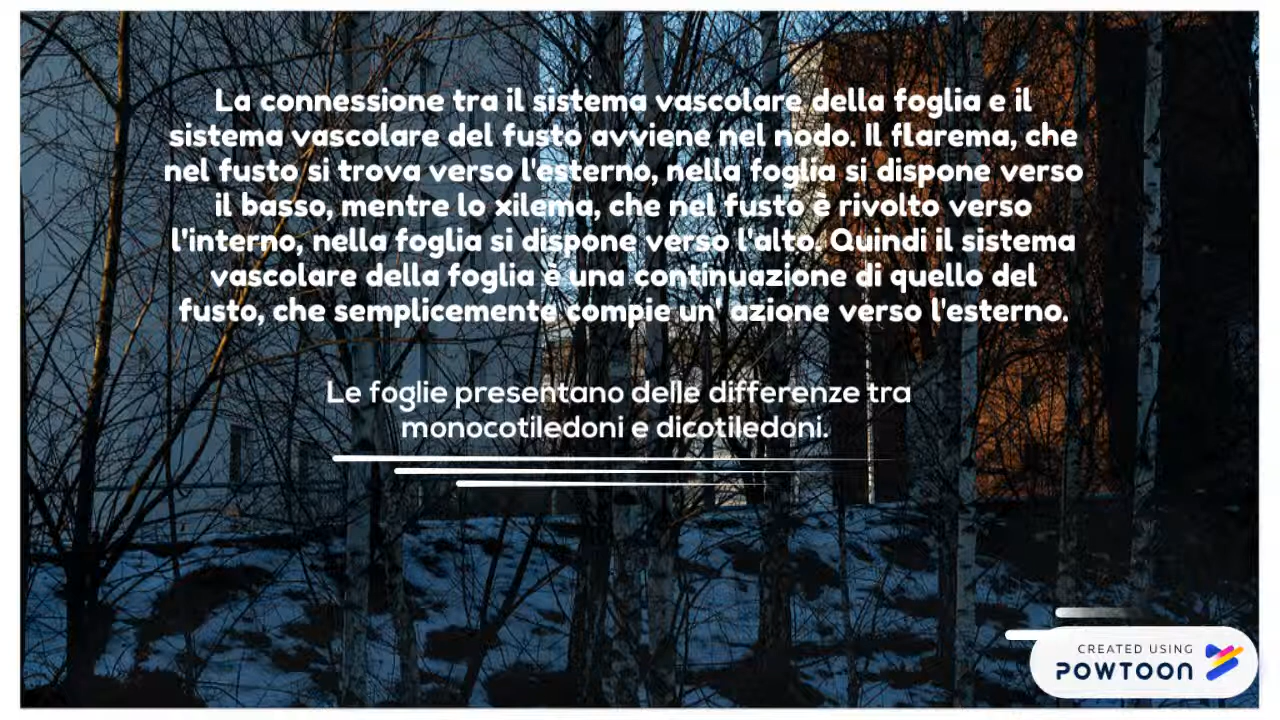 La connessione tra il sistema vascolare della foglia e il
sistema vascolare del fusto avviene nel nodo. Il flarema, che
nel fusto si trova verso l'esterno, nella foglia si dispone verso
il basso, mentre lo xilema, che nel fusto è rivolto verso
l'interno, nella foglia si dispone verso l'alto. Quindi il sistema
vascolare della foglia è una continuazione di quello del
fusto, che semplicemente compie un' azione verso l'esterno.
Le foglie presentano delle differenze tra
monocotiledoni e dicotiledoni.
CREATED USING
POWTOON